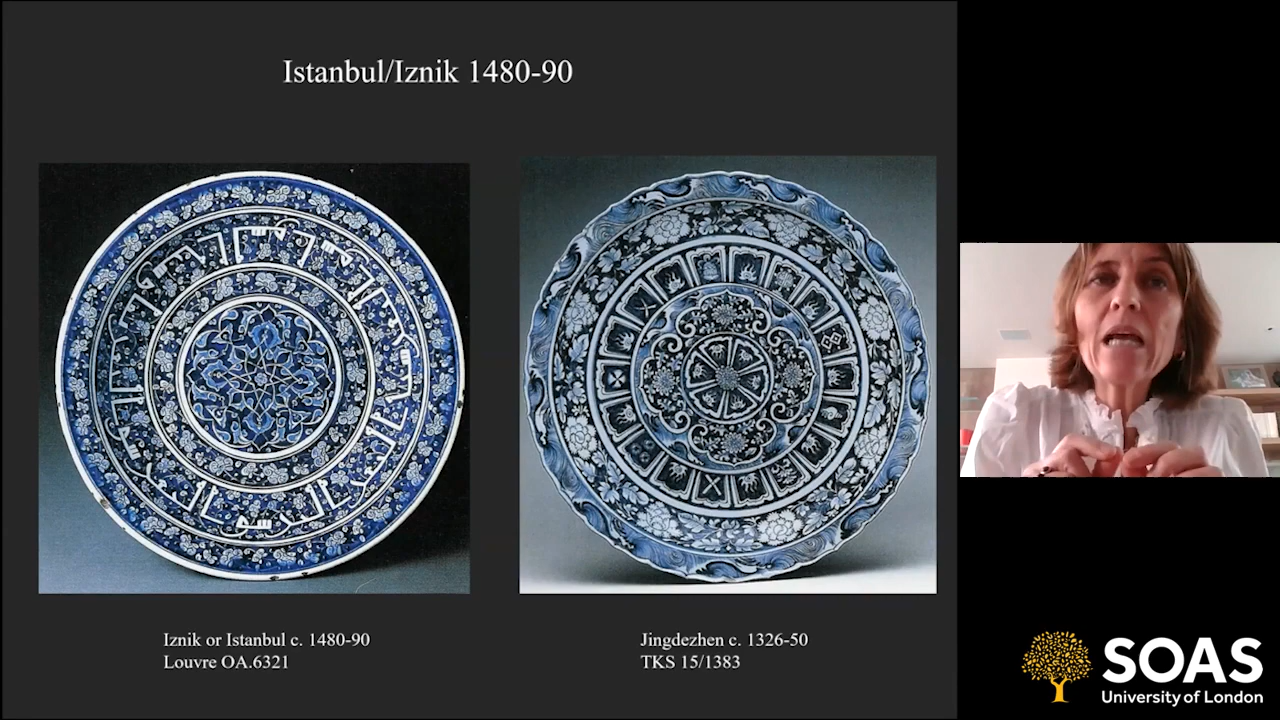 Istanbul/Iznik 1480-90
Iznik or Istanbul c. 1480-90
Louvre OA.6321
Jingdezhen c. 1326-50
TKS 15/1383
SOAS
University of London